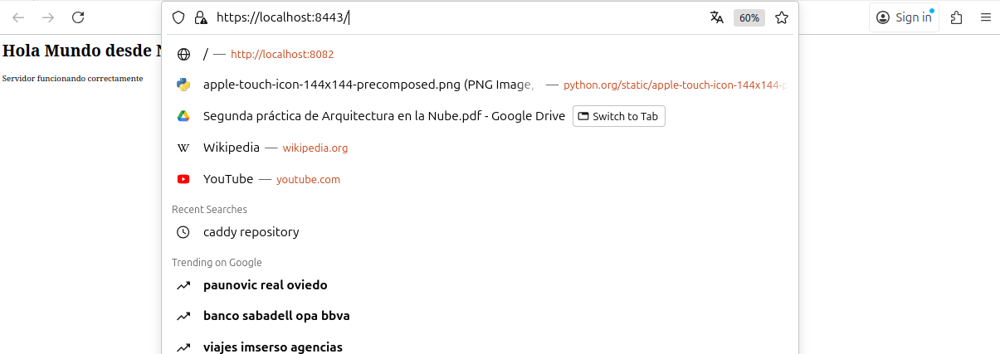 https://localhost:8443/
60%
Sign in
Hola Mundo desde
Servidor funcionando correctamente
/ — http://localhost:8082
apple-touch-icon-144x144-precomposed.png (PNG Image, — python.org/static/apple-touch-icon-144x144-p
Segunda práctica de Arquitectura en la Nube.pdf - Google Drive Switch to Tab
Wikipedia — wikipedia.org
YouTube — youtube.com
Recent Searches
caddy repository
Trending on Google
paunovic real oviedo
banco sabadell opa bbva
viajes imserso agencias